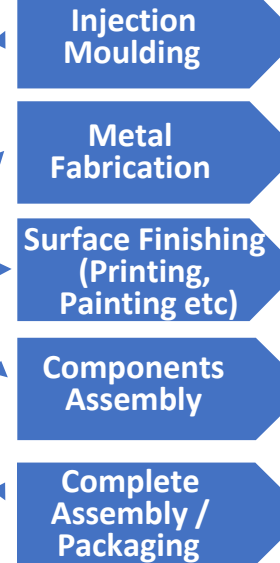 Injection
Moulding
Metal
Fabrication
Surface Finishing
(Printing,
Painting etc)
Components
Assembly
Complete
Assembly /
Packaging